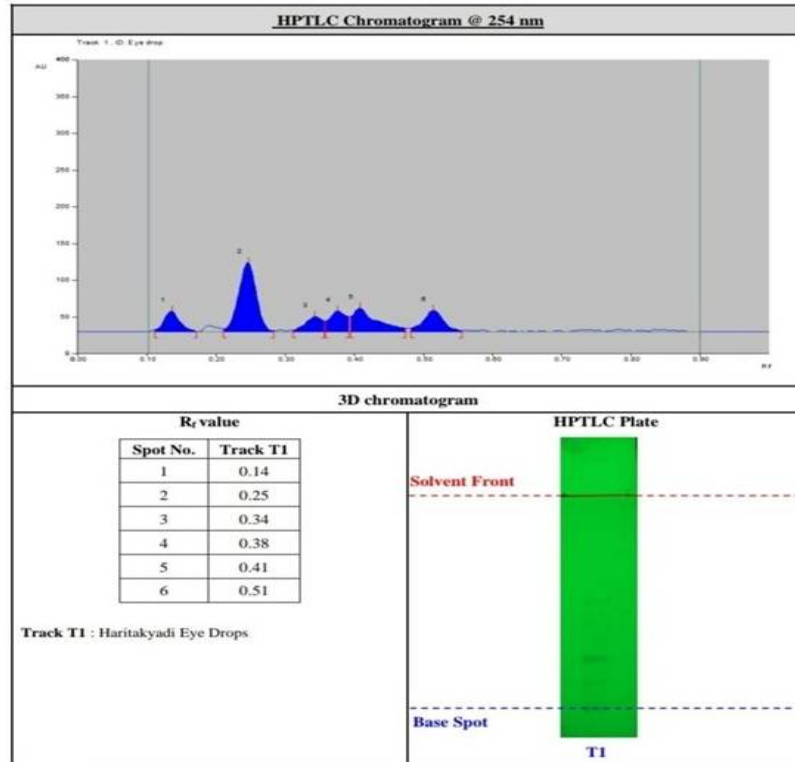 HPTLC Chromatogram @ 254 nm
Track 1, ID: Eye drop
AU
400
350
300
250
200
150
100
50
0
1
2
3
4
5
6
0.00 0.10 0.20 0.30 0.40 0.50 0.60 0.70 0.80 0.90
Rf
3D chromatogram
Rf value
Spot No. Track T1
1 0.14
2 0.25
3 0.34
4 0.38
5 0.41
6 0.51
Track T1 : Haritakyadi Eye Drops
HPTLC Plate
Solvent Front
Base Spot
T1